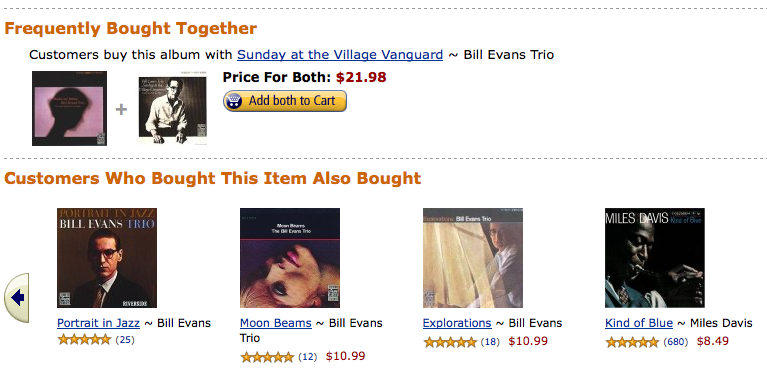 Frequently Bought Together
Customers buy this album with Sunday at the Village Vanguard ~ Bill Evans Trio
Price For Both: $21.98
+
Add both to Cart
Customers Who Bought This Item Also Bought
PORTRAIT IN JAZZ
BILL EVANS TRIO
RIVERSIDE
Moon Beams
The Bill Evans Trio
Explorations Bill Evans Trio
MILES DAVIS
Kind of Blue
Portrait in Jazz ~ Bill Evans
(25)
Moon Beams ~ Bill Evans
Trio
(12) $10.99
Explorations ~ Bill Evans
(18) $10.99
Kind of Blue ~ Miles Davis
(680) $8.49